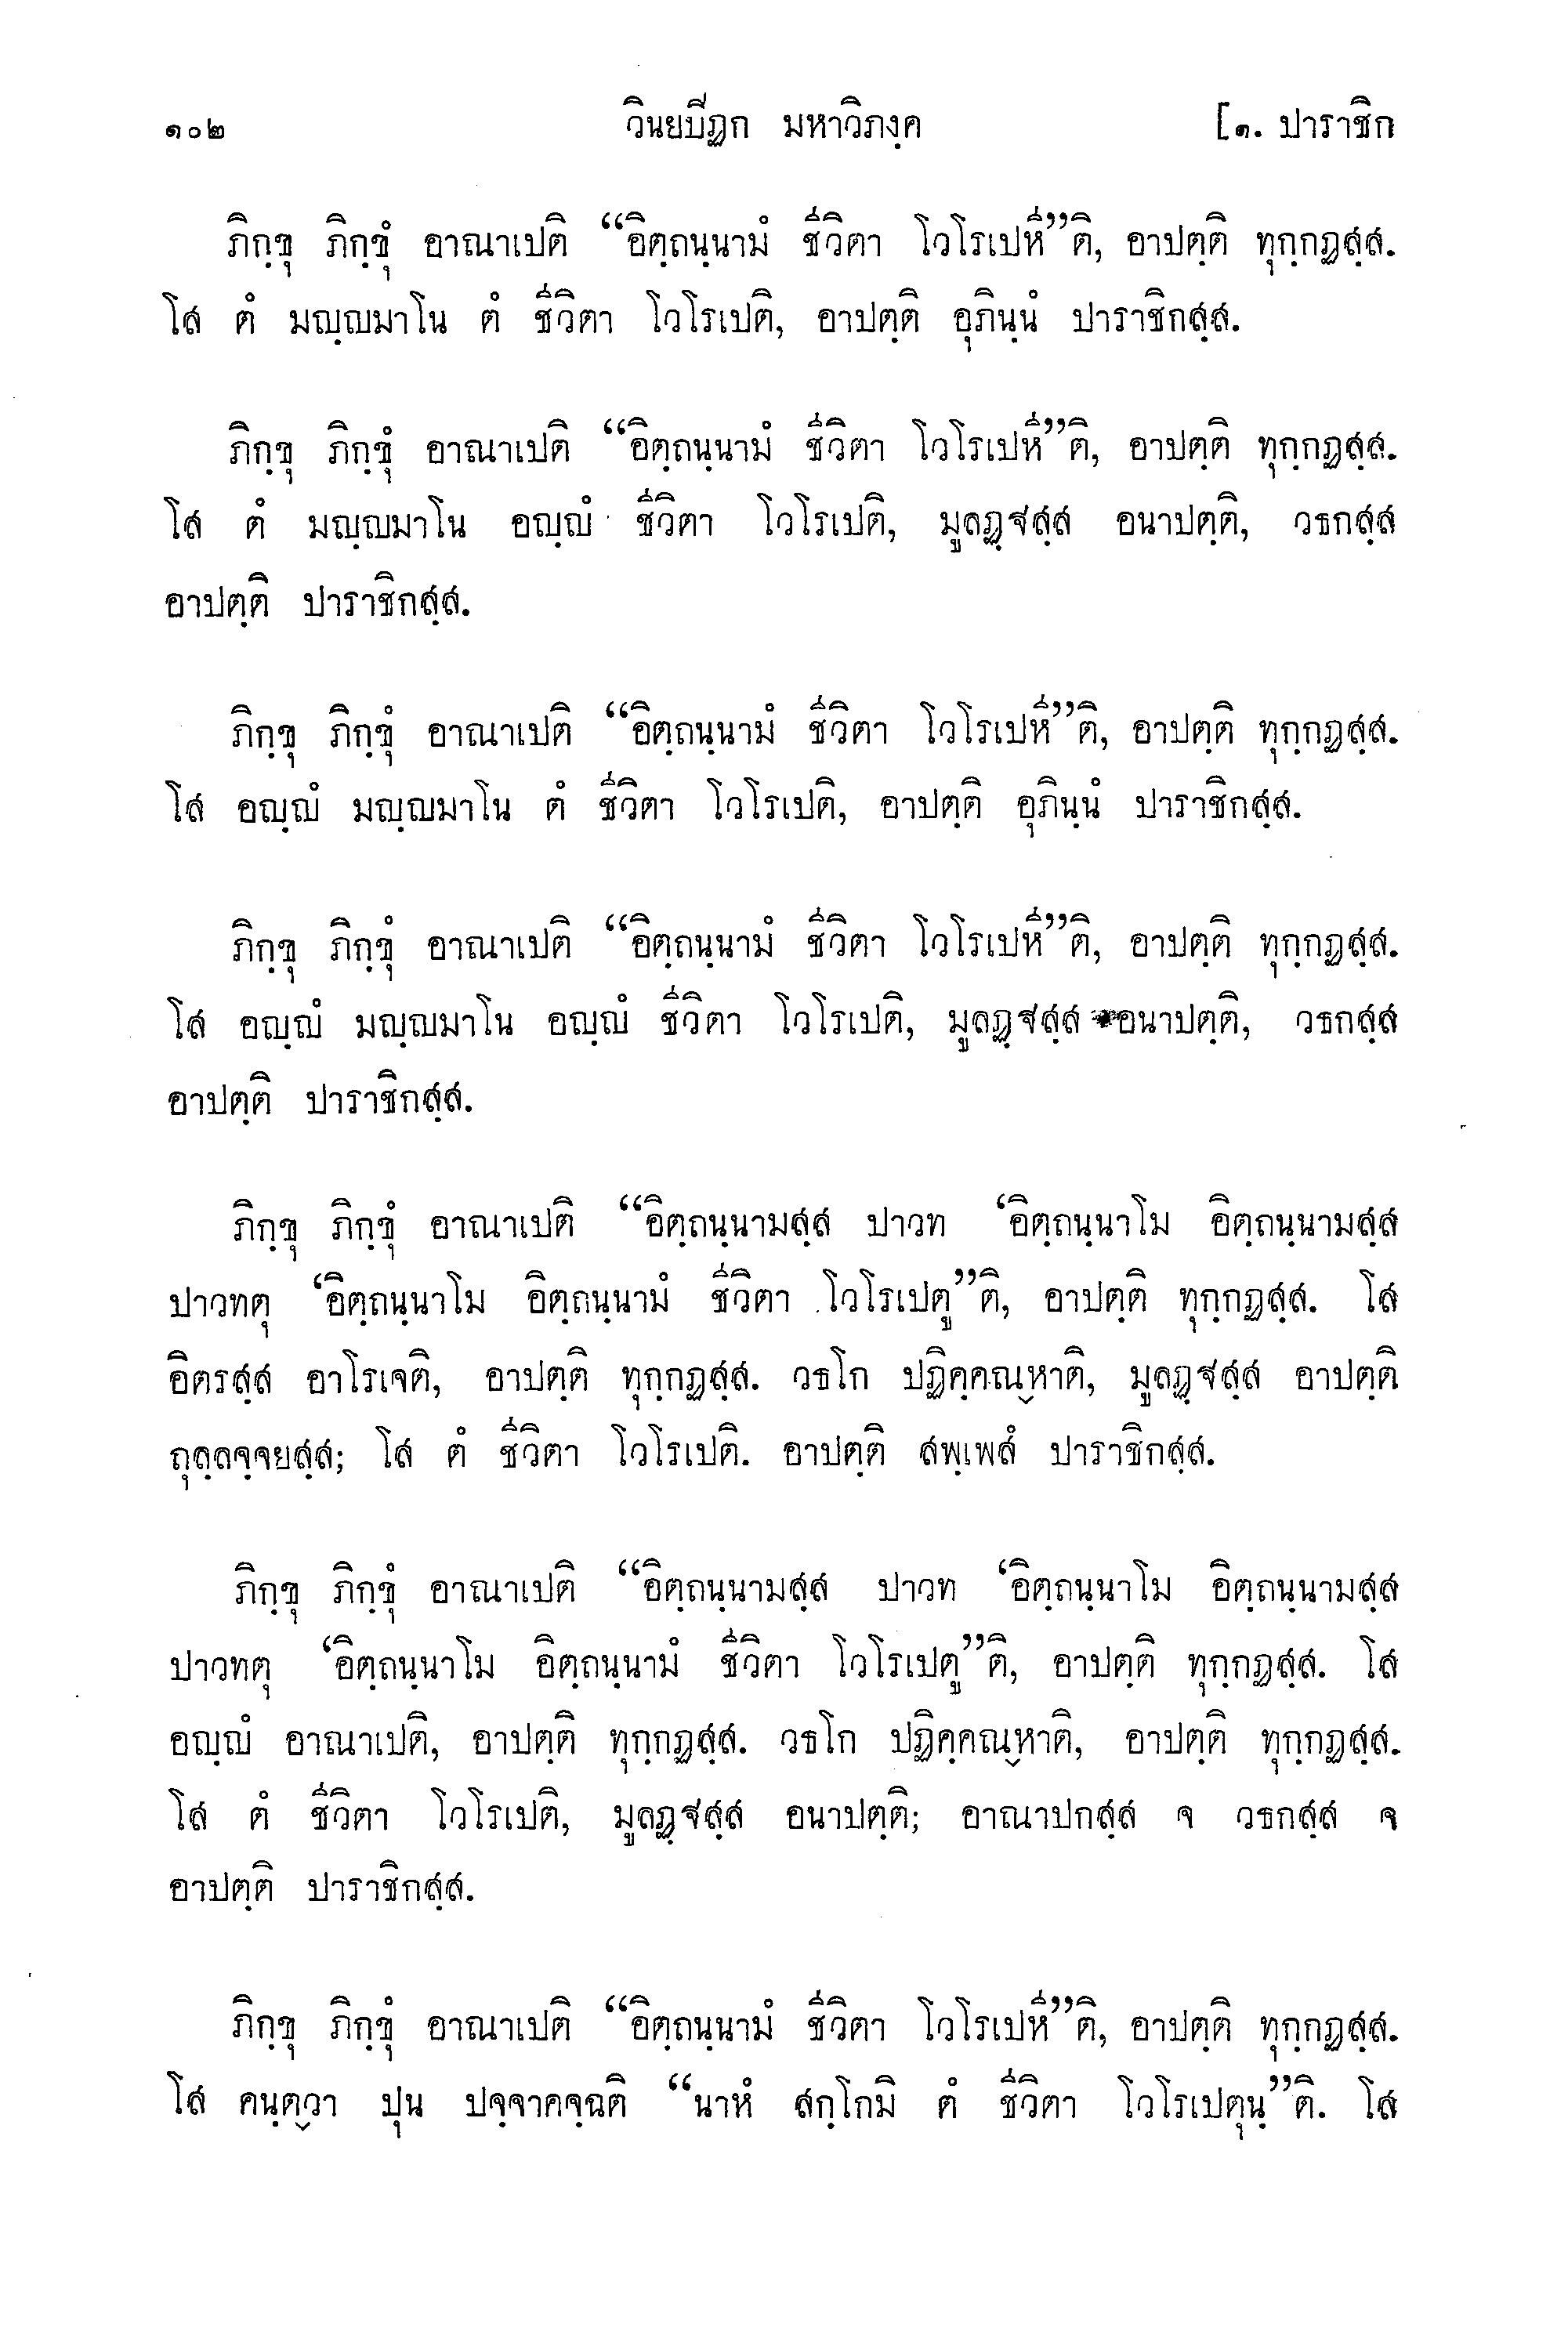 ๑๐๒ วินยปีฏก มหาวิภงฺค [๑. ปาราชิก
ภิกฺขุ ภิกฺขุํ อาณาเปติ “อิตฺถนฺนามํ ชีวิตา โวโรเปหี”ติ, อาปตฺติ ทุกฺกฏสฺส.
โส ตํ มญฺญมาโน ตํ ชีวิตา โวโรเปติ, อาปตฺติ อุภินฺนํ ปาราชิกสฺส.
ภิกฺขุ ภิกฺขุํ อาณาเปติ “อิตฺถนฺนามํ ชีวิตา โวโรเปหี”ติ, อาปตฺติ ทุกฺกฏสฺส.
โส ตํ มญฺญมาโน อญฺญํ ชีวิตา โวโรเปติ, มูลฏฺฐสฺส อนาปตฺติ, วธกสฺส
อาปตฺติ ปาราชิกสฺส.
ภิกฺขุ ภิกฺขุํ อาณาเปติ “อิตฺถนฺนามํ ชีวิตา โวโรเปหี”ติ, อาปตฺติ ทุกฺกฏสฺส.
โส อญฺญํ มญฺญมาโน ตํ ชีวิตา โวโรเปติ, อาปตฺติ อุภินฺนํ ปาราชิกสฺส.
ภิกฺขุ ภิกฺขุํ อาณาเปติ “อิตฺถนฺนามํ ชีวิตา โวโรเปหี”ติ, อาปตฺติ ทุกฺกฏสฺส.
โส อญฺญํ มญฺญมาโน อญฺญํ ชีวิตา โวโรเปติ, มูลฏฺฐสฺส อนาปตฺติ, วธกสฺส
อาปตฺติ ปาราชิกสฺส.
ภิกฺขุ ภิกฺขุํ อาณาเปติ “อิตฺถนฺนามสฺส ปาวท ‘อิตฺถนฺนาโม อิตฺถนฺนามสฺส
ปาวทตุ ‘อิตฺถนฺนาโม อิตฺถนฺนามํ ชีวิตา โวโรเปตู”ติ, อาปตฺติ ทุกฺกฏสฺส. โส
อิตรสฺส อาโรเจติ, อาปตฺติ ทุกฺกฏสฺส. วธโก ปฏิคฺคณฺหาติ, มูลฏฺฐสฺส อาปตฺติ
ถุลฺลจฺจยสฺส; โส ตํ ชีวิตา โวโรเปติ. อาปตฺติ สพฺเพสํ ปาราชิกสฺส.
ภิกฺขุ ภิกฺขุํ อาณาเปติ “อิตฺถนฺนามสฺส ปาวท ‘อิตฺถนฺนาโม อิตฺถนฺนามสฺส
ปาวทตุ ‘อิตฺถนฺนาโม อิตฺถนฺนามํ ชีวิตา โวโรเปตู”ติ, อาปตฺติ ทุกฺกฏสฺส. โส
อญฺญํ อาณาเปติ, อาปตฺติ ทุกฺกฏสฺส. วธโก ปฏิคฺคณฺหาติ, อาปตฺติ ทุกฺกฏสฺส.
โส ตํ ชีวิตา โวโรเปติ, มูลฏฺฐสฺส อนาปตฺติ; อาณาปกสฺส จ วธกสฺส จ
อาปตฺติ ปาราชิกสฺส.
ภิกฺขุ ภิกฺขุํ อาณาเปติ “อิตฺถนฺนามํ ชีวิตา โวโรเปหี”ติ, อาปตฺติ ทุกฺกฏสฺส.
โส คนฺตฺวา ปุน ปจฺจาคจฺฉติ “นาหํ สกฺโกมิ ตํ ชีวิตา โวโรเปตุนฺ”ติ. โส